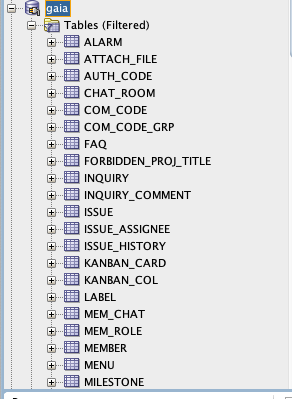 gaia
Tables (Filtered)
ALARM
ATTACH_FILE
AUTH_CODE
CHAT_ROOM
COM_CODE
COM_CODE_GRP
FAQ
FORBIDDEN_PROJ_TITLE
INQUIRY
INQUIRY_COMMENT
ISSUE
ISSUE_ASSIGNEE
ISSUE_HISTORY
KANBAN_CARD
KANBAN_COL
LABEL
MEM_CHAT
MEM_ROLE
MEMBER
MENU
MILESTONE